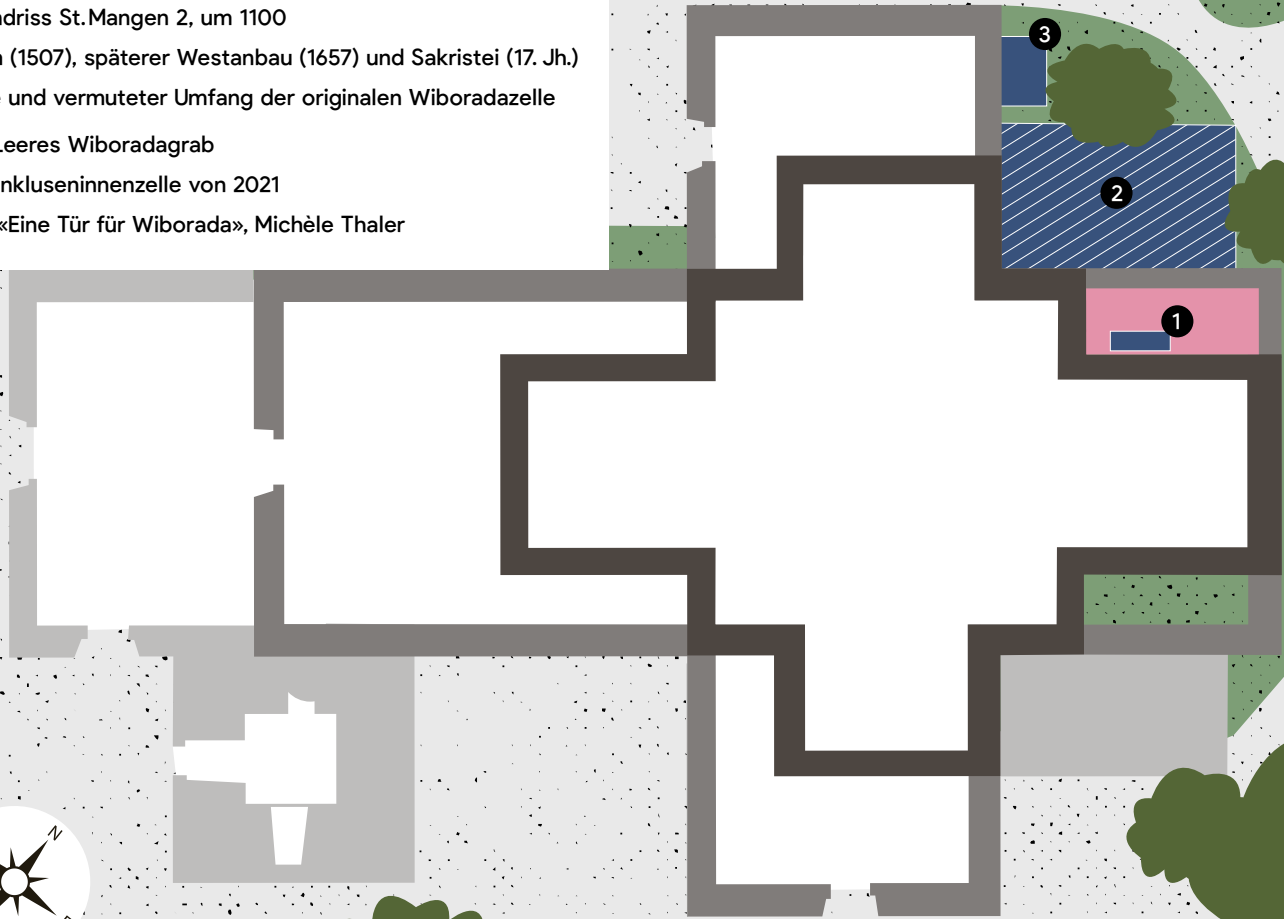 driss St. Mangen 2, um 1100
(1507), späterer Westanbau (1657) und Sakristei (17. Jh.)
und vermuteter Umfang der originalen Wiboradazelle
Leeres Wiboradagrab
nkluseninnenzelle von 2021
«Eine Tür für Wiborada», Michèle Thaler
3
2
1
N